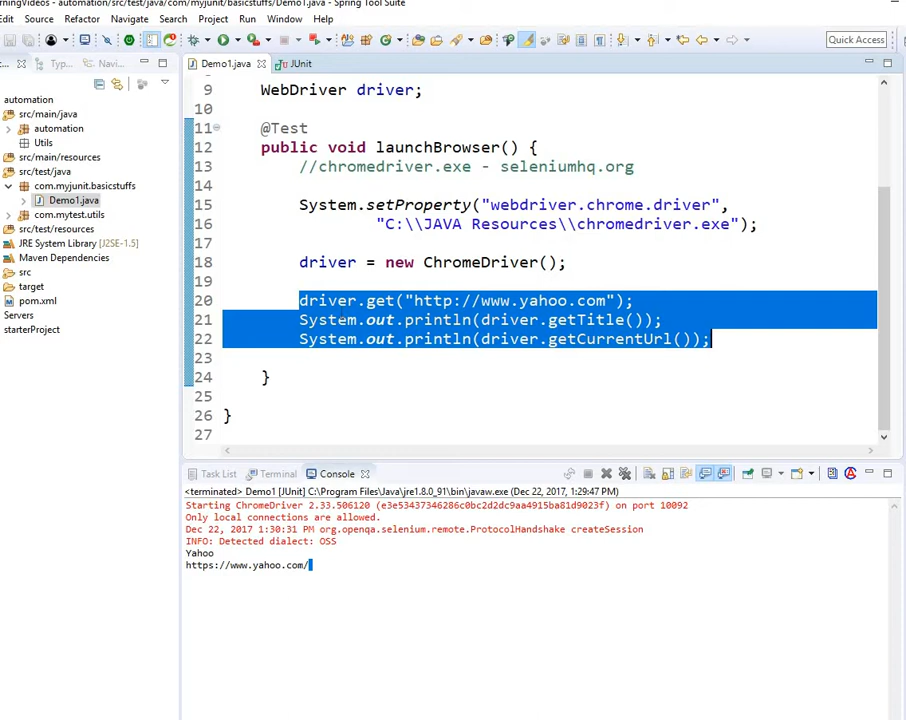 rningVideos - automation/src/test/java/com/myjunit/basicstuffs/Demo1.java - Spring Tool Suite
Edit Source Refactor Navigate Search Project Run Window Help
Quick Access
Typ... Navi...
Demo1.java JUnit
automation
src/main/java
automation
Utils
src/main/resources
src/test/java
com.myjunit.basicstuffs
Demo1.java
com.mytest.utils
src/test/resources
JRE System Library [J2SE-1.5]
Maven Dependencies
src
target
pom.xml
Servers
starterProject
9 WebDriver driver;
10
11 @Test
12 public void launchBrowser() {
13 //chromedriver.exe - seleniumhq.org
14
15 System.setProperty("webdriver.chrome.driver",
16 "C:\\JAVA Resources\\chromedriver.exe");
17
18 driver = new ChromeDriver();
19
20 driver.get("http://www.yahoo.com");
21 System.out.println(driver.getTitle());
22 System.out.println(driver.getCurrentUrl());
23
24 }
25
26 }
27
Task List Terminal Console
<terminated> Demo1 [JUnit] C:\Program Files\Java\jre1.8.0_91\bin\javaw.exe (Dec 22, 2017, 1:29:47 PM)
Starting ChromeDriver 2.33.506120 (e3e53437346286c0bc2d2dc9aa4915ba81d9023f) on port 10092
Only local connections are allowed.
Dec 22, 2017 1:30:31 PM org.openqa.selenium.remote.ProtocolHandshake createSession
INFO: Detected dialect: OSS
Yahoo
https://www.yahoo.com/